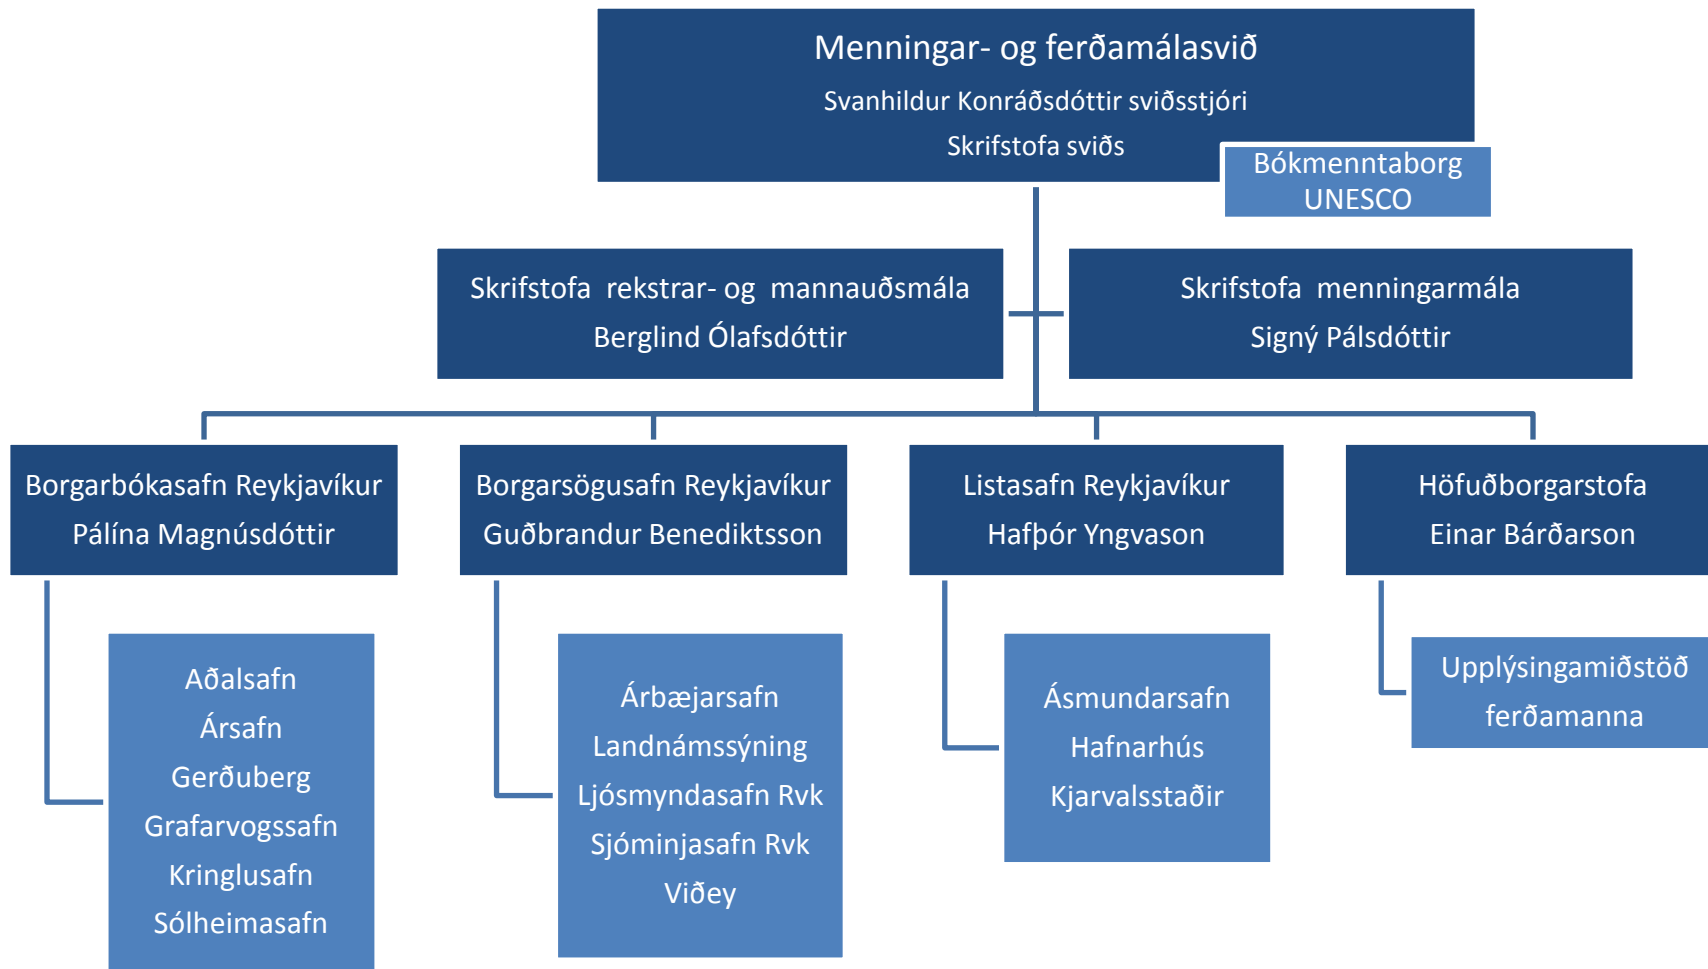 Menningar- og ferðamálasvið
Svanhildur Konráðsdóttir sviðsstjóri
Skrifstofa sviðs
Bókmenntaborg
UNESCO
Skrifstofa rekstrar- og mannauðsmála
Berglind Ólafsdóttir
Skrifstofa menningarmála
Signý Pálsdóttir
Borgarbókasafn Reykjavíkur
Pálína Magnúsdóttir
Borgarsögusafn Reykjavíkur
Guðbrandur Benediktsson
Listasafn Reykjavíkur
Hafþór Yngvason
Höfuðborgarstofa
Einar Bárðarson
Aðalsafn
Ársafn
Gerðuberg
Grafarvogssafn
Kringlusafn
Sólheimasafn
Árbæjarsafn
Landnámssýning
Ljósmyndasafn Rvk
Sjóminjasafn Rvk
Viðey
Ásmundarsafn
Hafnarhús
Kjarvalsstaðir
Upplýsingamiðstöð
ferðamanna